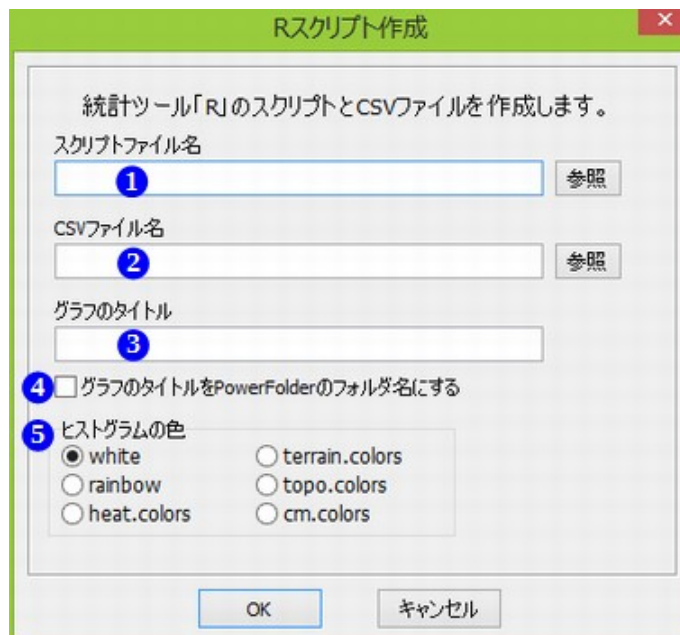 Rスクリプト作成
×
統計ツール「R」のスクリプトとCSVファイルを作成します。
スクリプトファイル名
1 参照
CSVファイル名
2 参照
グラフのタイトル
3
4 グラフのタイトルをPowerFolderのフォルダ名にする
5 ヒストグラムの色
white terrain.colors
rainbow topo.colors
heat.colors cm.colors
OK キャンセル